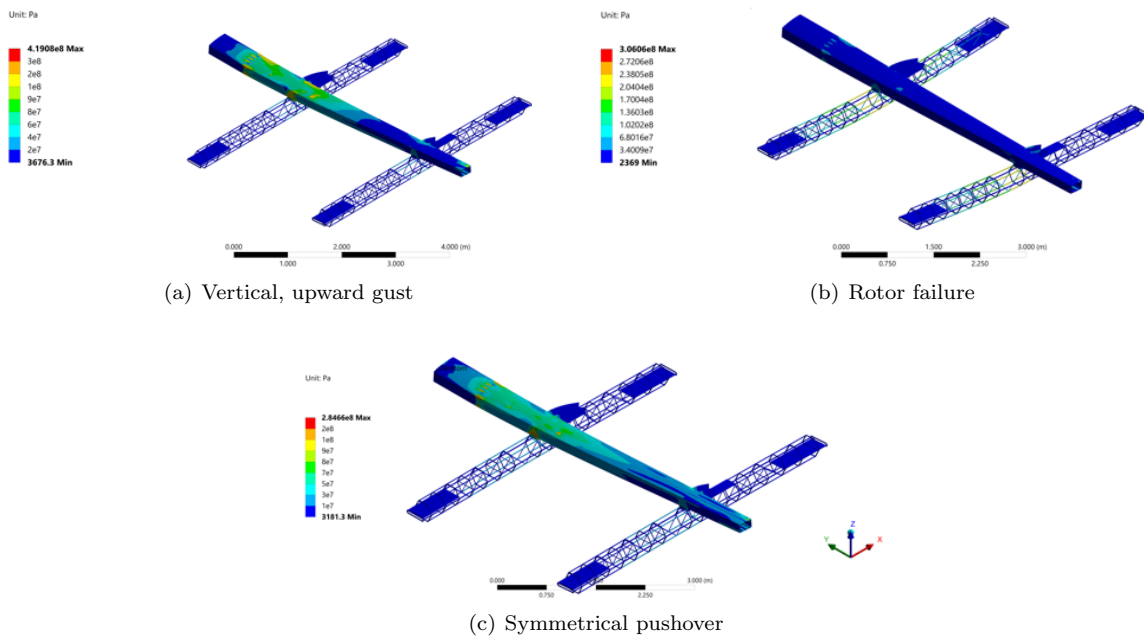 Unit: Pa
4.1908e8 Max
3e8
2e8
1e8
9e7
8e7
6e7
4e7
2e7
3676.3 Min
0.000
2.000
4.000 (m)
1.000
3.000
(a) Vertical, upward gust
Unit: Pa
3.0606e8 Max
2.7206e8
2.3805e8
2.0404e8
1.7004e8
1.3603e8
1.0202e8
6.8016e7
3.4009e7
2369 Min
0.000
1.500
3.000 (m)
0.750
2.250
(b) Rotor failure
Unit: Pa
2.8466e8 Max
2e8
1e8
9e7
8e7
7e7
5e7
3e7
1e7
3181.3 Min
0.000
3.000 (m)
0.750
2.250
Z
Y
X
(c) Symmetrical pushover